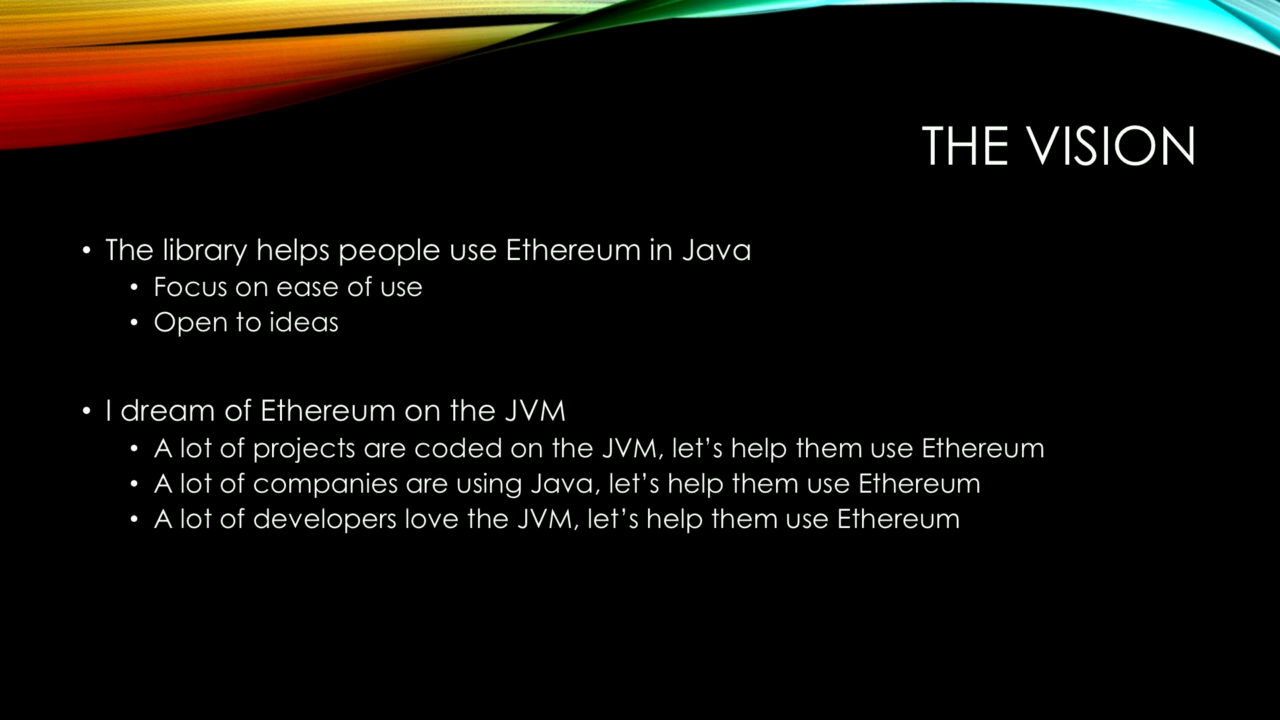 THE VISION
• The library helps people use Ethereum in Java
• Focus on ease of use
• Open to ideas
• I dream of Ethereum on the JVM
• A lot of projects are coded on the JVM, let’s help them use Ethereum
• A lot of companies are using Java, let’s help them use Ethereum
• A lot of developers love the JVM, let’s help them use Ethereum